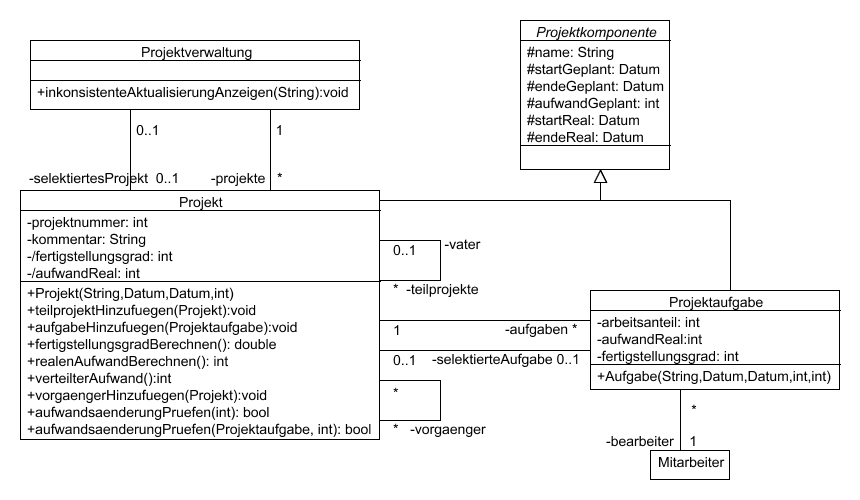 Projektkomponente
#name: String
#startGeplant: Datum
#endeGeplant: Datum
#aufwandGeplant: int
#startReal: Datum
#endeReal: Datum
Projektverwaltung
+inkonsistenteAktualisierungAnzeigen(String):void
0..1
1
-selektiertesProjekt 0..1
-projekte *
Projekt
-projektnummer: int
-kommentar: String
-/fertigstellungsgrad: int
-/aufwandReal: int
+Projekt(String,Datum,Datum,int)
+teilprojektHinzufuegen(Projekt):void
+aufgabeHinzufuegen(Projektaufgabe):void
+fertigstellungsgradBerechnen(): double
+realenAufwandBerechnen(): int
+verteilterAufwand():int
+vorgaengerHinzufuegen(Projekt):void
+aufwandsaenderungPruefen(int): bool
+aufwandsaenderungPruefen(Projektaufgabe, int): bool
0..1 -vater
* -teilprojekte
1 -aufgaben *
0..1 -selektierteAufgabe 0..1
*
* -vorgaenger
Projektaufgabe
-arbeitsanteil: int
-aufwandReal:int
-fertigstellungsgrad: int
+Aufgabe(String,Datum,Datum,int,int)
*
-bearbeiter 1
Mitarbeiter